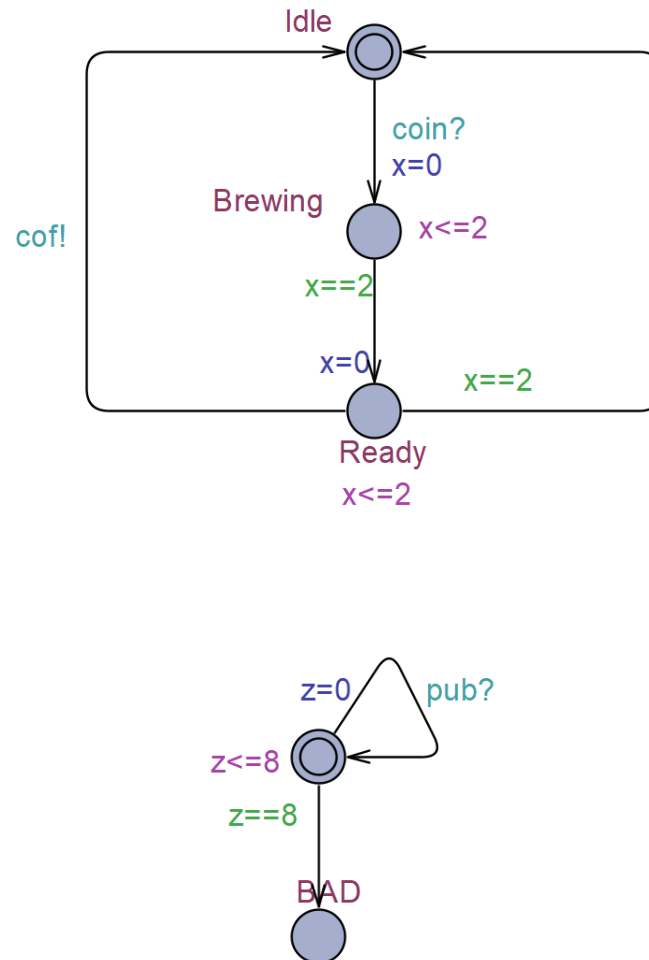 Idle
coin?
x=0
Brewing
x<=2
cof!
x==2
x=0
x==2
Ready
x<=2
z=0
pub?
z<=8
z==8
BAD